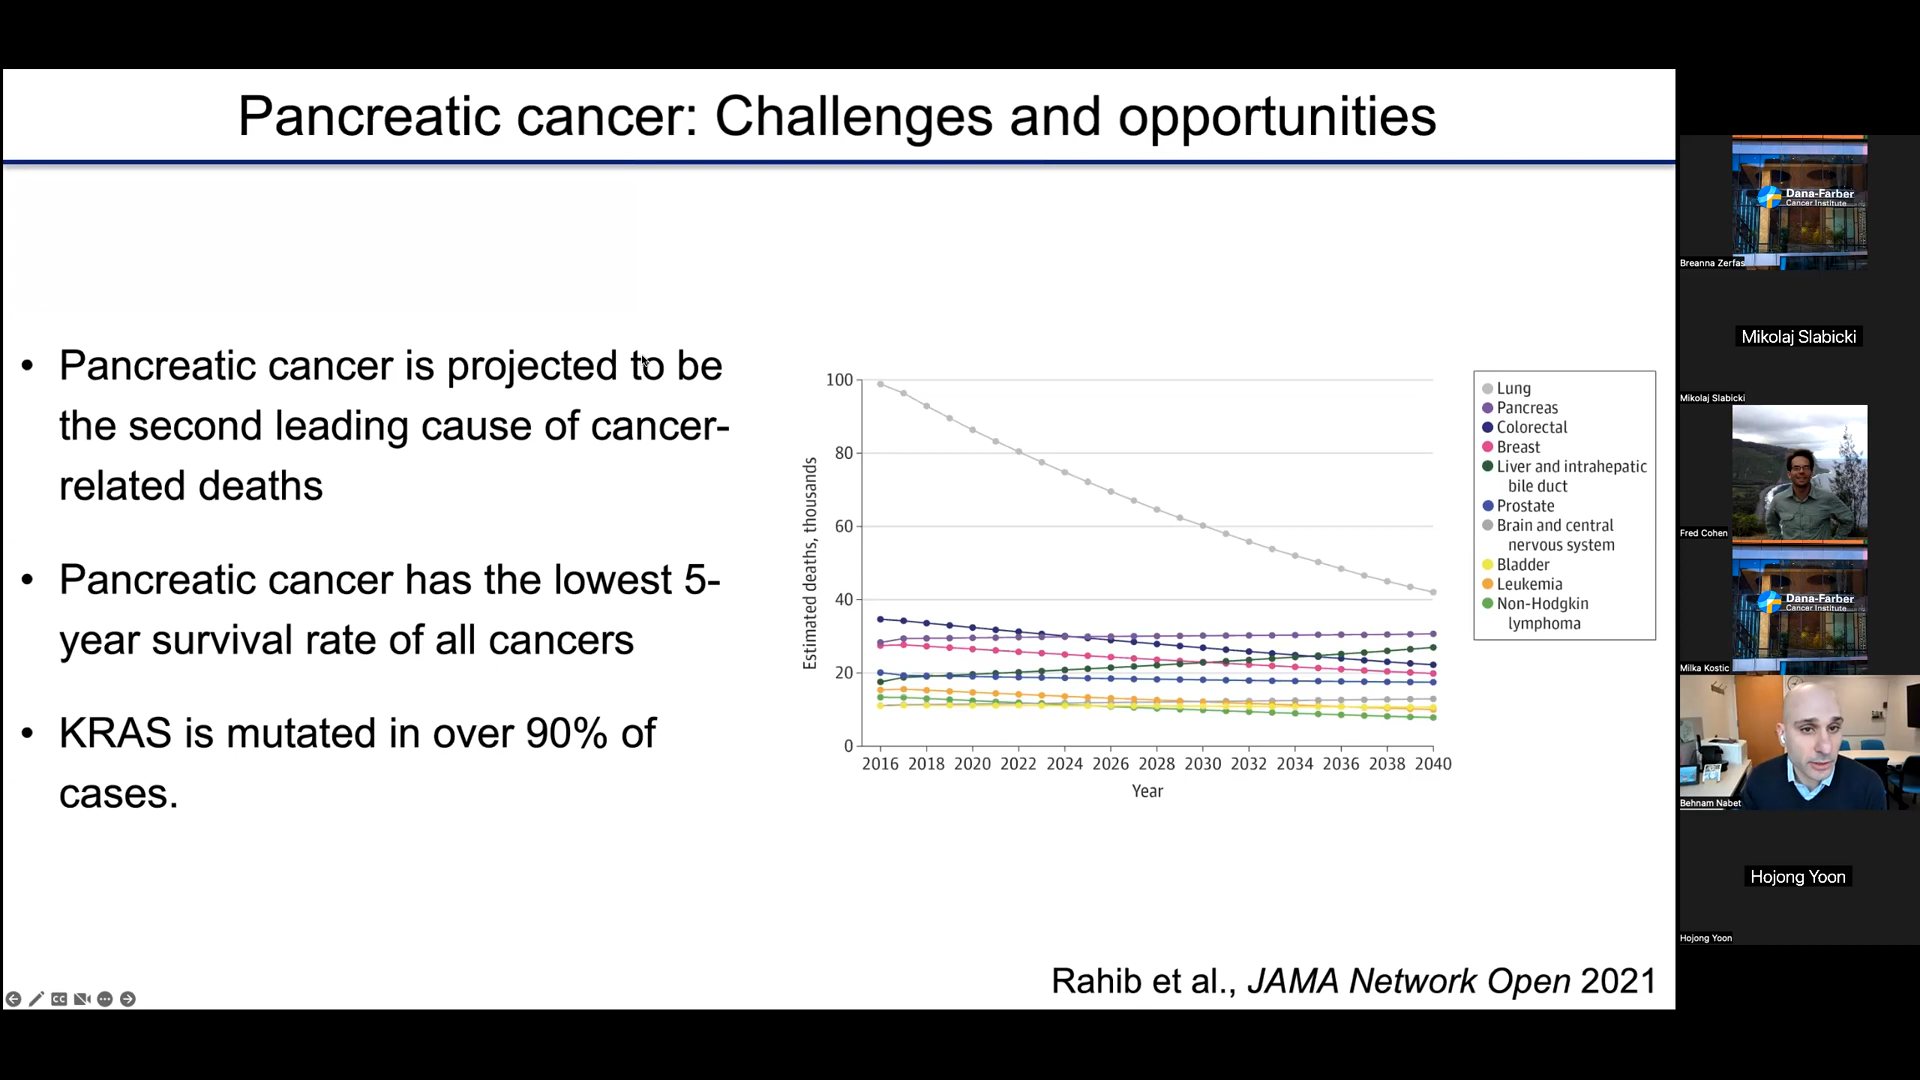 Pancreatic cancer: Challenges and opportunities
• Pancreatic cancer is projected to be
the second leading cause of cancer-
related deaths
• Pancreatic cancer has the lowest 5-
year survival rate of all cancers
• KRAS is mutated in over 90% of
cases.
Estimated deaths, thousands
100
80
60
40
20
0
2016 2018 2020 2022 2024 2026 2028 2030 2032 2034 2036 2038 2040
Year
Lung
Pancreas
Colorectal
Breast
Liver and intrahepatic
bile duct
Prostate
Brain and central
nervous system
Bladder
Leukemia
Non-Hodgkin
lymphoma
Rahib et al., JAMA Network Open 2021
CC
Dana-Farber
Cancer Institute
Breanna Zerfas
Mikolaj Slabicki
Mikolaj Slabicki
Fred Cohen
Dana-Farber
Cancer Institute
Milka Kostic
Behnam Nabet
Hojong Yoon
Hojong Yoon